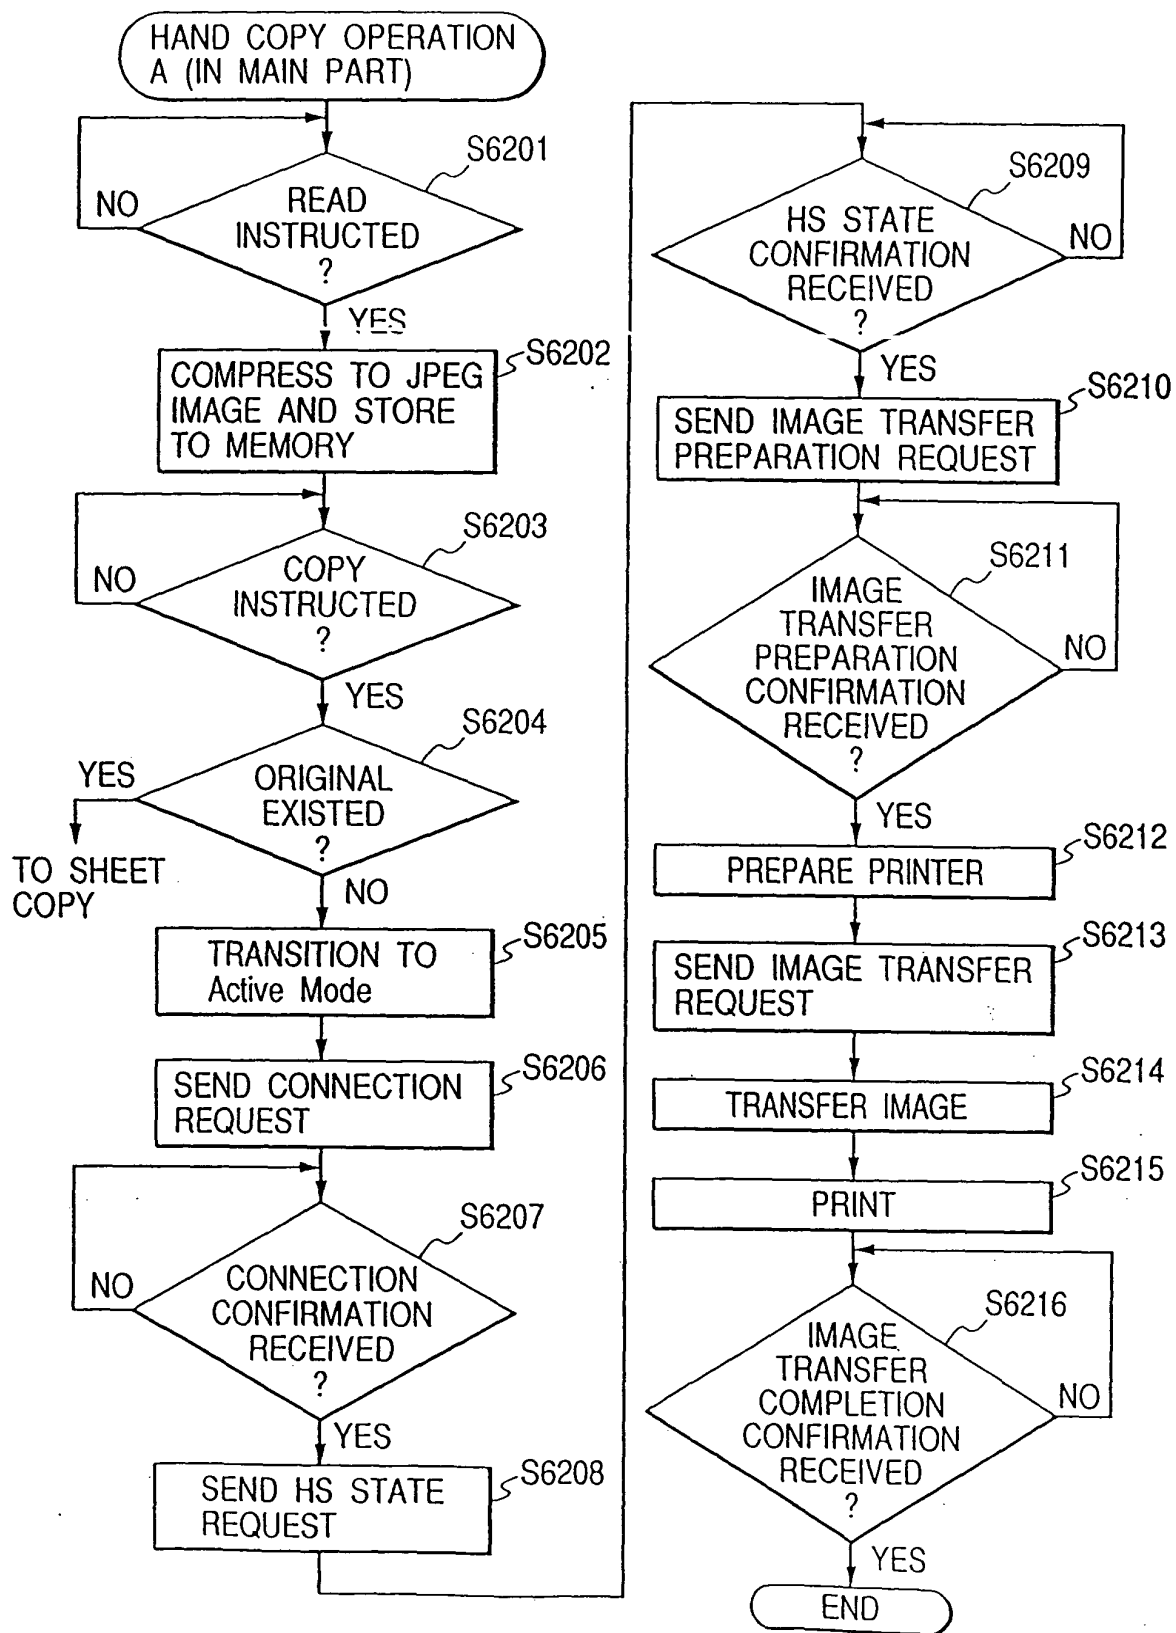 HAND COPY OPERATION
A (IN MAIN PART)
S6201
READ
INSTRUCTED
?
NO
YES
S6202
COMPRESS TO JPEG
IMAGE AND STORE
TO MEMORY
S6203
COPY
INSTRUCTED
?
NO
YES
S6204
ORIGINAL
EXISTED
?
YES
TO SHEET
COPY
NO
S6205
TRANSITION TO
Active Mode
S6206
SEND CONNECTION
REQUEST
S6207
CONNECTION
CONFIRMATION
RECEIVED
?
NO
YES
S6208
SEND HS STATE
REQUEST
S6209
HS STATE
CONFIRMATION
RECEIVED
?
NO
YES
S6210
SEND IMAGE TRANSFER
PREPARATION REQUEST
S6211
IMAGE
TRANSFER
PREPARATION
CONFIRMATION
RECEIVED
?
NO
YES
S6212
PREPARE PRINTER
S6213
SEND IMAGE TRANSFER
REQUEST
S6214
TRANSFER IMAGE
S6215
PRINT
S6216
IMAGE
TRANSFER
COMPLETION
CONFIRMATION
RECEIVED
?
NO
YES
END